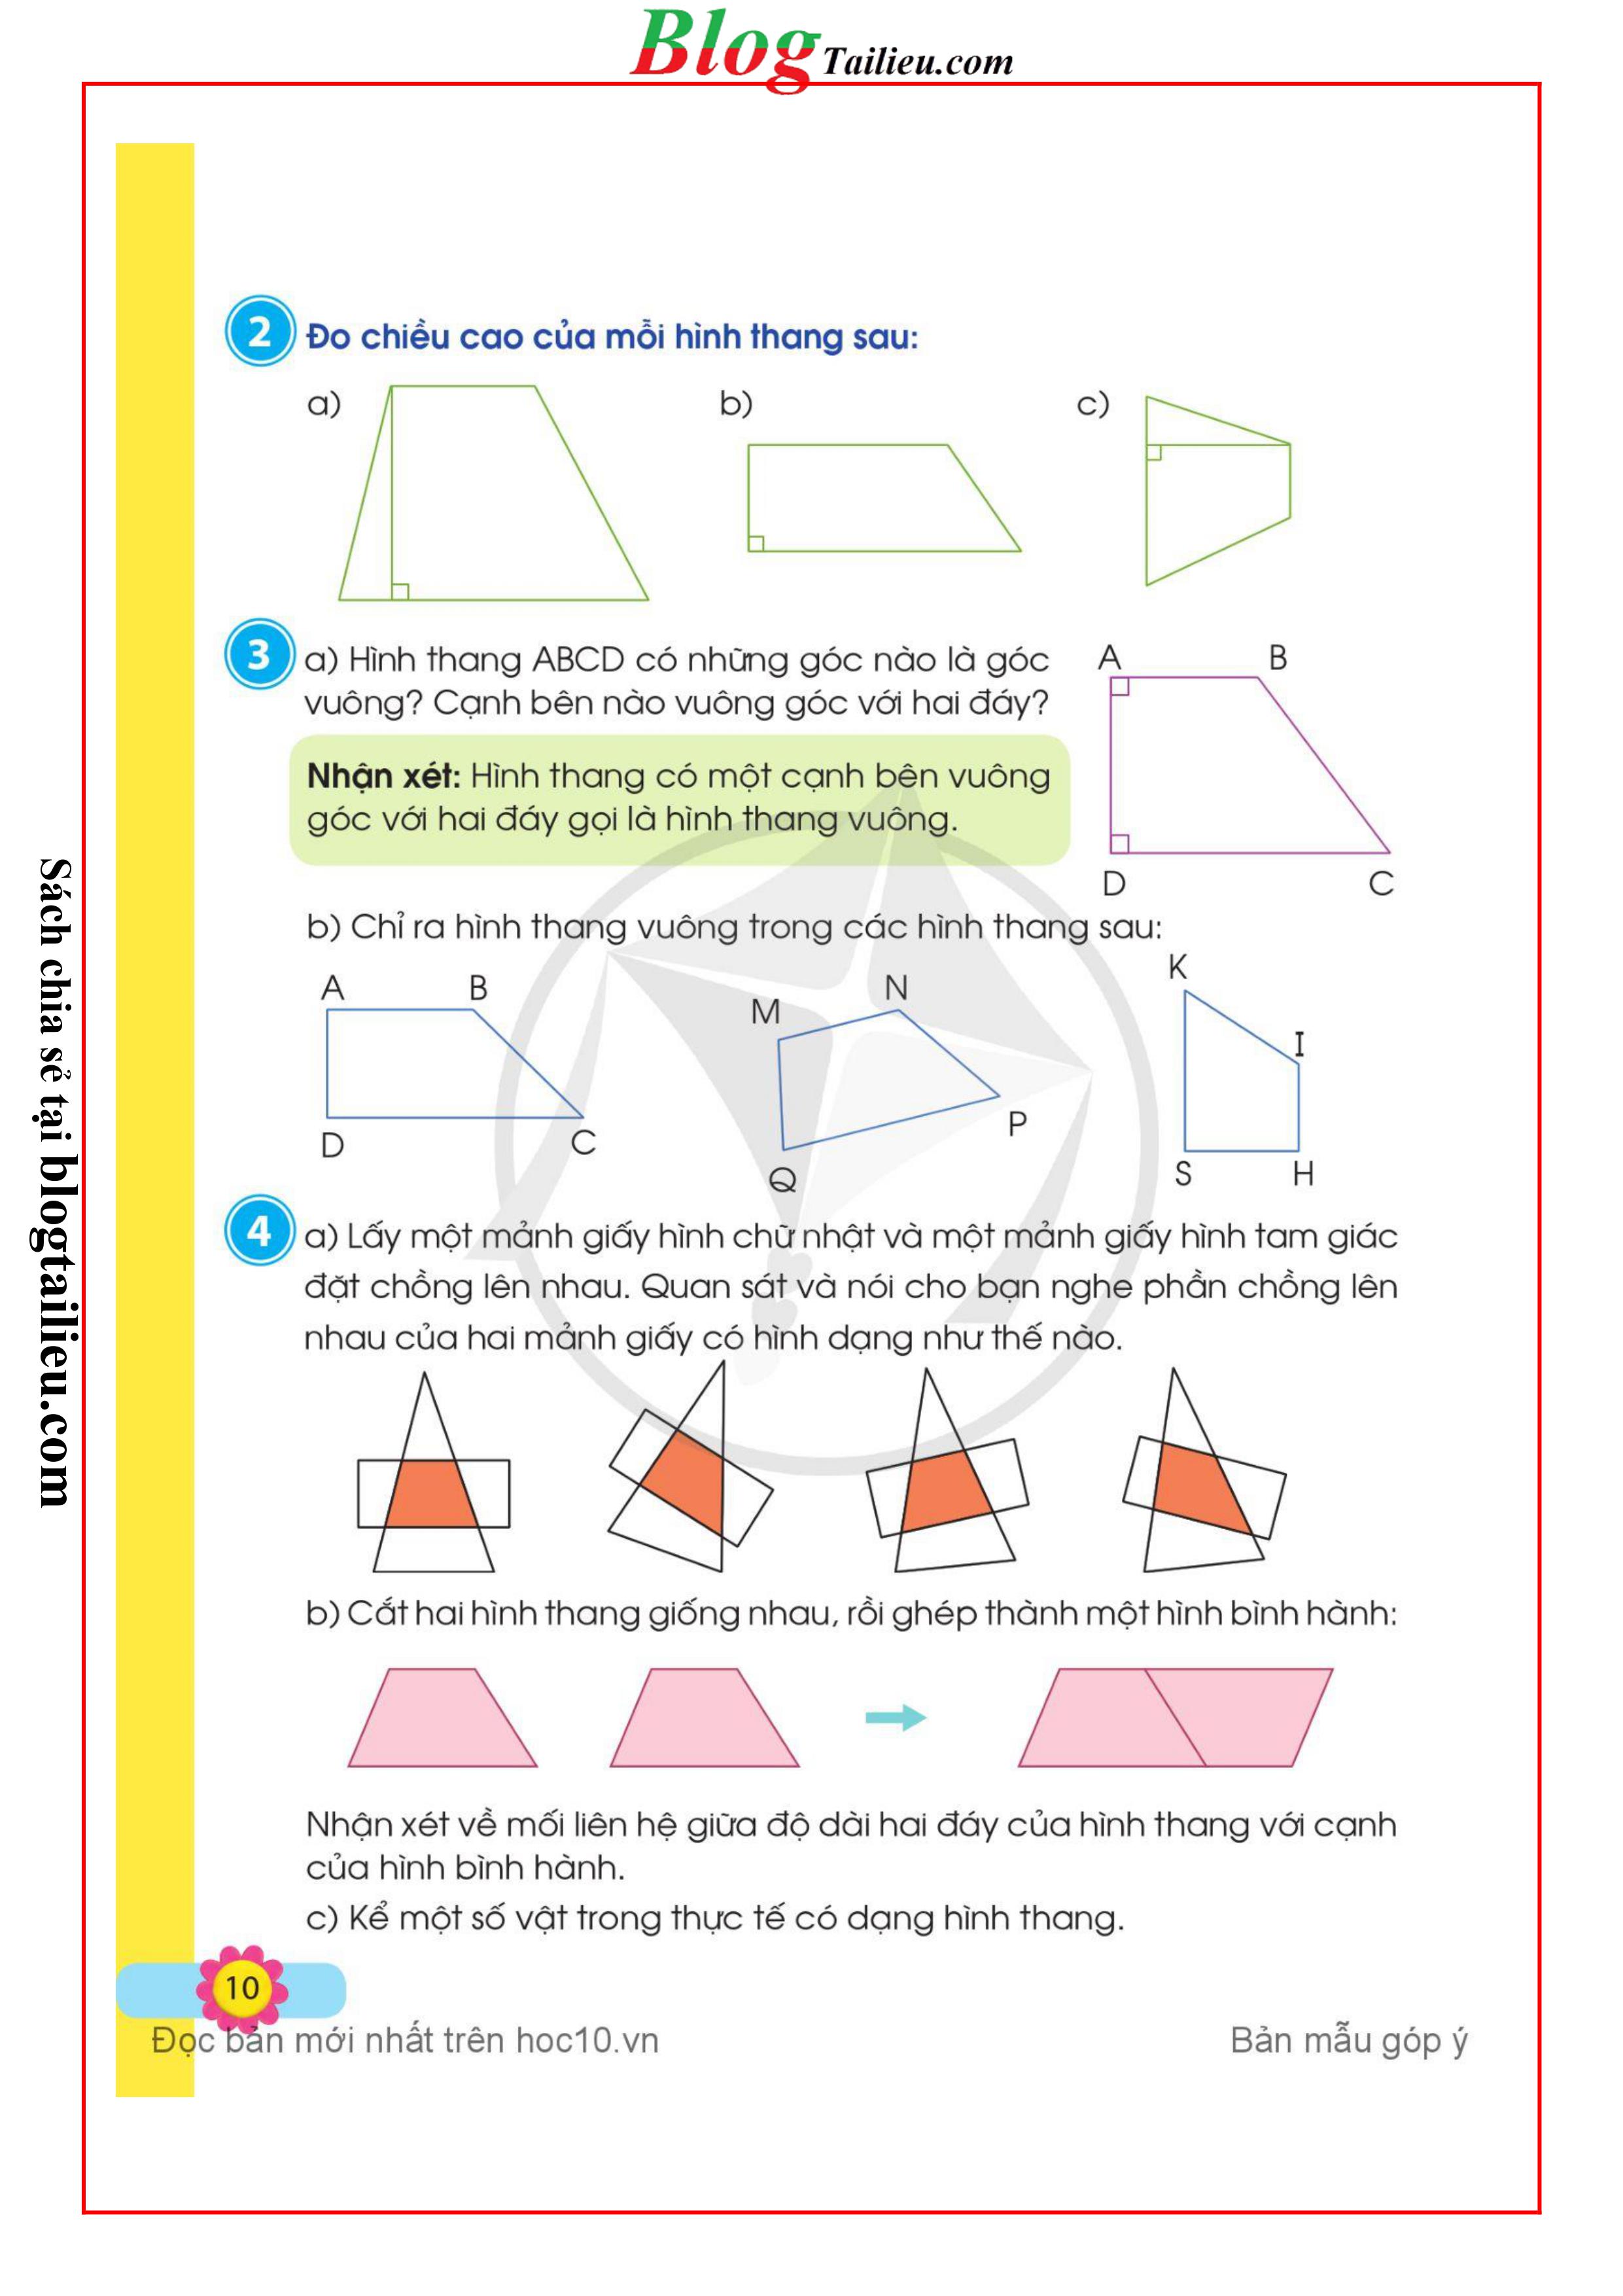 Blog Tailieu.com
2 Đo chiều cao của mỗi hình thang sau:
a) b) c)
3 a) Hình thang ABCD có những góc nào là góc
vuông? Cạnh bên nào vuông góc với hai đáy?
A B
Nhận xét: Hình thang có một cạnh bên vuông
góc với hai đáy gọi là hình thang vuông.
D C
b) Chỉ ra hình thang vuông trong các hình thang sau:
A B M N K I
D C Q P S H
4 a) Lấy một mảnh giấy hình chữ nhật và một mảnh giấy hình tam giác
đặt chồng lên nhau. Quan sát và nói cho bạn nghe phần chồng lên
nhau của hai mảnh giấy có hình dạng như thế nào.
b) Cắt hai hình thang giống nhau, rồi ghép thành một hình bình hành:
Nhận xét về mối liên hệ giữa độ dài hai đáy của hình thang với cạnh
của hình bình hành.
c) Kể một số vật trong thực tế có dạng hình thang.
10
Đọc bản mới nhất trên hoc10.vn Bản mẫu góp ý
Sách chia sẻ tại blogtailieu.com